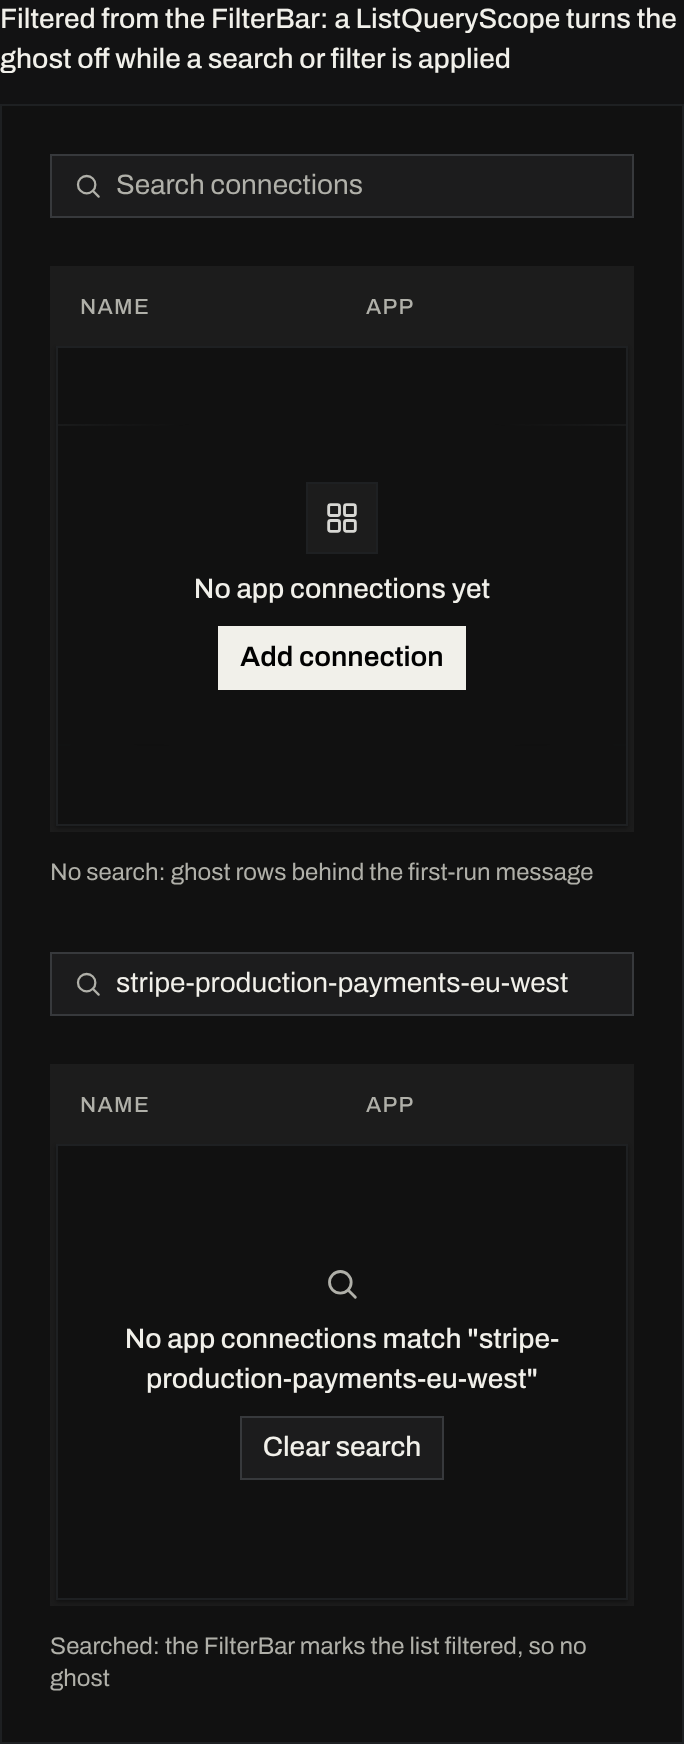 Filtered from the FilterBar: a ListQueryScope turns the
ghost off while a search or filter is applied
Search connections
NAME APP
No app connections yet
Add connection
No search: ghost rows behind the first-run message
stripe-production-payments-eu-west
NAME APP
No app connections match "stripe-
production-payments-eu-west"
Clear search
Searched: the FilterBar marks the list filtered, so no
ghost